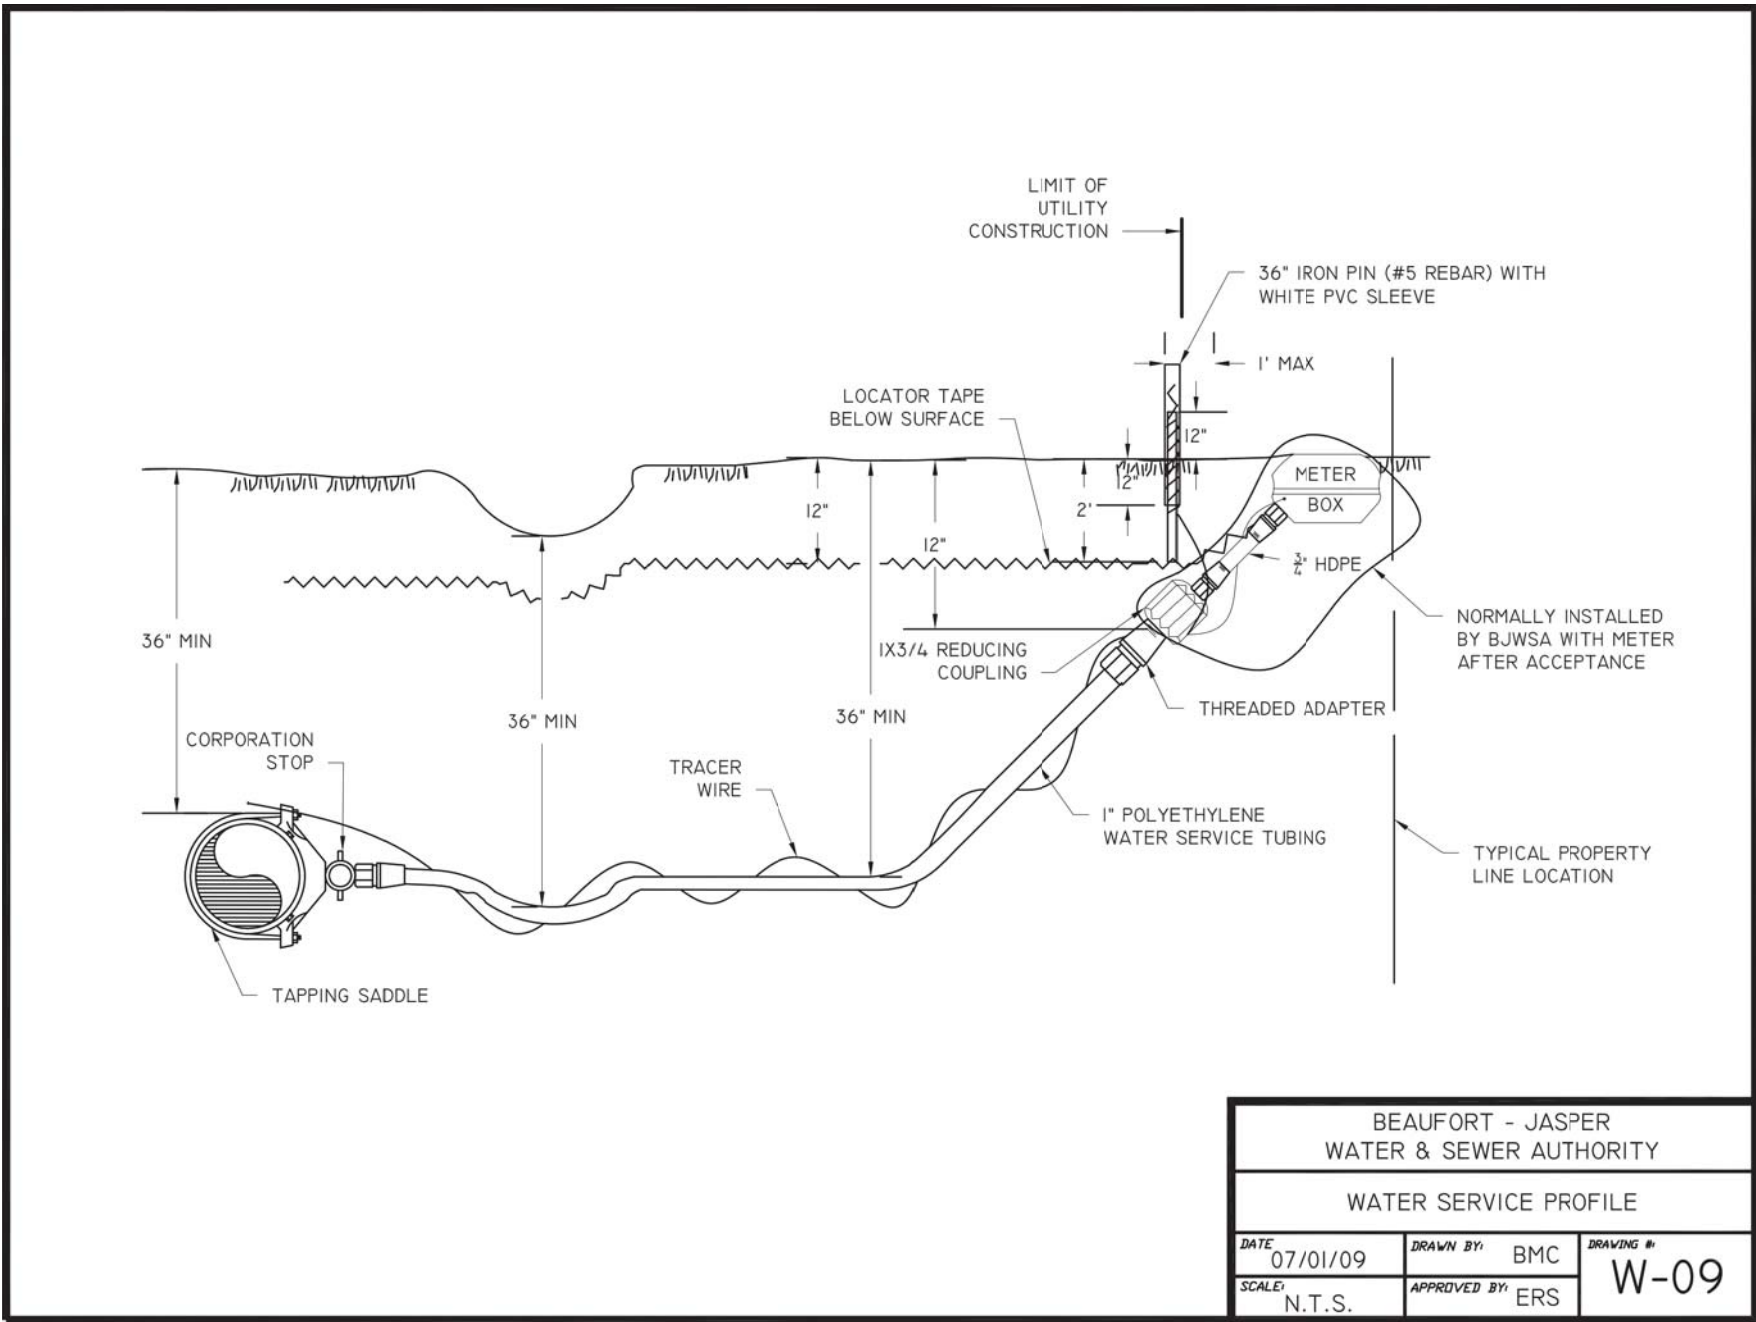 LIMIT OF
UTILITY
CONSTRUCTION
36" IRON PIN (#5 REBAR) WITH
WHITE PVC SLEEVE
1' MAX
LOCATOR TAPE
BELOW SURFACE
12"
12"
METER
BOX
12"
2'
12"
3/4" HDPE
36" MIN
NORMALLY INSTALLED
BY BJWSA WITH METER
AFTER ACCEPTANCE
1X3/4 REDUCING
COUPLING
THREADED ADAPTER
36" MIN
36" MIN
CORPORATION
STOP
TRACER
WIRE
1" POLYETHYLENE
WATER SERVICE TUBING
TYPICAL PROPERTY
LINE LOCATION
TAPPING SADDLE
BEAUFORT - JASPER
WATER & SEWER AUTHORITY
WATER SERVICE PROFILE
DATE 07/01/09
DRAWN BY: BMC
DRAWING #: W-09
SCALE: N.T.S.
APPROVED BY: ERS